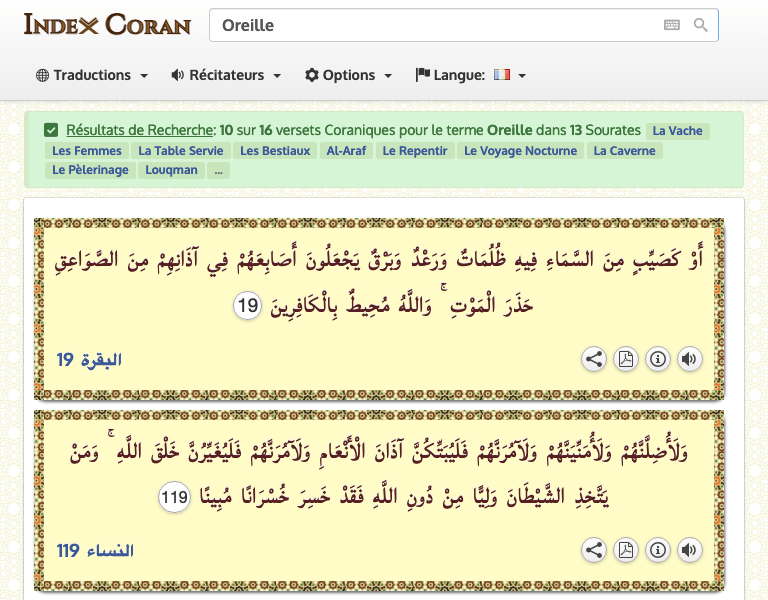 INDEX CORAN
Oreille
Traductions
Récitateurs
Options
Langue:
Résultats de Recherche: 10 sur 16 versets Coraniques pour le terme Oreille dans 13 Sourates La Vache
Les Femmes La Table Servie Les Bestiaux Al-Araf Le Repentir Le Voyage Nocturne La Caverne
Le Pèlerinage Louqman ...
أَوْ كَصَيِّبٍ مِنَ السَّمَاءِ فِيهِ ظُلُمَاتٌ وَرَعْدٌ وَبَرْقٌ يَجْعَلُونَ أَصَابِعَهُمْ فِي آذَانِهِمْ مِنَ الصَّوَاعِقِ
حَذَرَ الْمَوْتِ ۚ وَاللَّهُ مُحِيطٌ بِالْكَافِرِينَ 19
البقرة 19
وَلَأُضِلَّنَّهُمْ وَلَأُمَنِّيَنَّهُمْ وَلَآمُرَنَّهُمْ فَلَيُبَتِّكُنَّ آذَانَ الْأَنْعَامِ وَلَآمُرَنَّهُمْ فَلَيُغَيِّرُنَّ خَلْقَ اللَّهِ ۚ وَمَنْ
يَتَّخِذِ الشَّيْطَانَ وَلِيًّا مِنْ دُونِ اللَّهِ فَقَدْ خَسِرَ خُسْرَانًا مُبِينًا 119
النساء 119